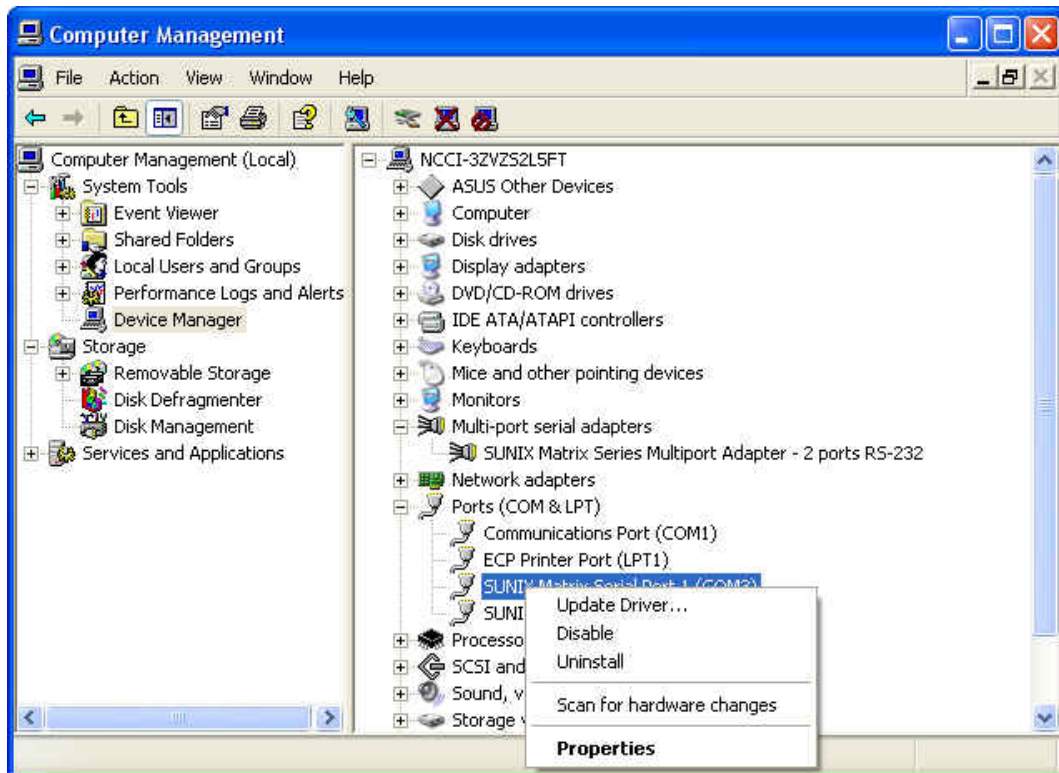 Computer Management
File Action View Window Help
Computer Management (Local)
System Tools
Event Viewer
Shared Folders
Local Users and Groups
Performance Logs and Alerts
Device Manager
Storage
Removable Storage
Disk Defragmenter
Disk Management
Services and Applications
NCCI-3ZVZS2L5FT
ASUS Other Devices
Computer
Disk drives
Display adapters
DVD/CD-ROM drives
IDE ATA/ATAPI controllers
Keyboards
Mice and other pointing devices
Monitors
Multi-port serial adapters
SUNIX Matrix Series Multiport Adapter - 2 ports RS-232
Network adapters
Ports (COM & LPT)
Communications Port (COM1)
ECP Printer Port (LPT1)
SUNIX Matrix Serial Port 1 (COM3)
SUNI
Processo
SCSI and
Sound, v
Storage v
Update Driver...
Disable
Uninstall
Scan for hardware changes
Properties